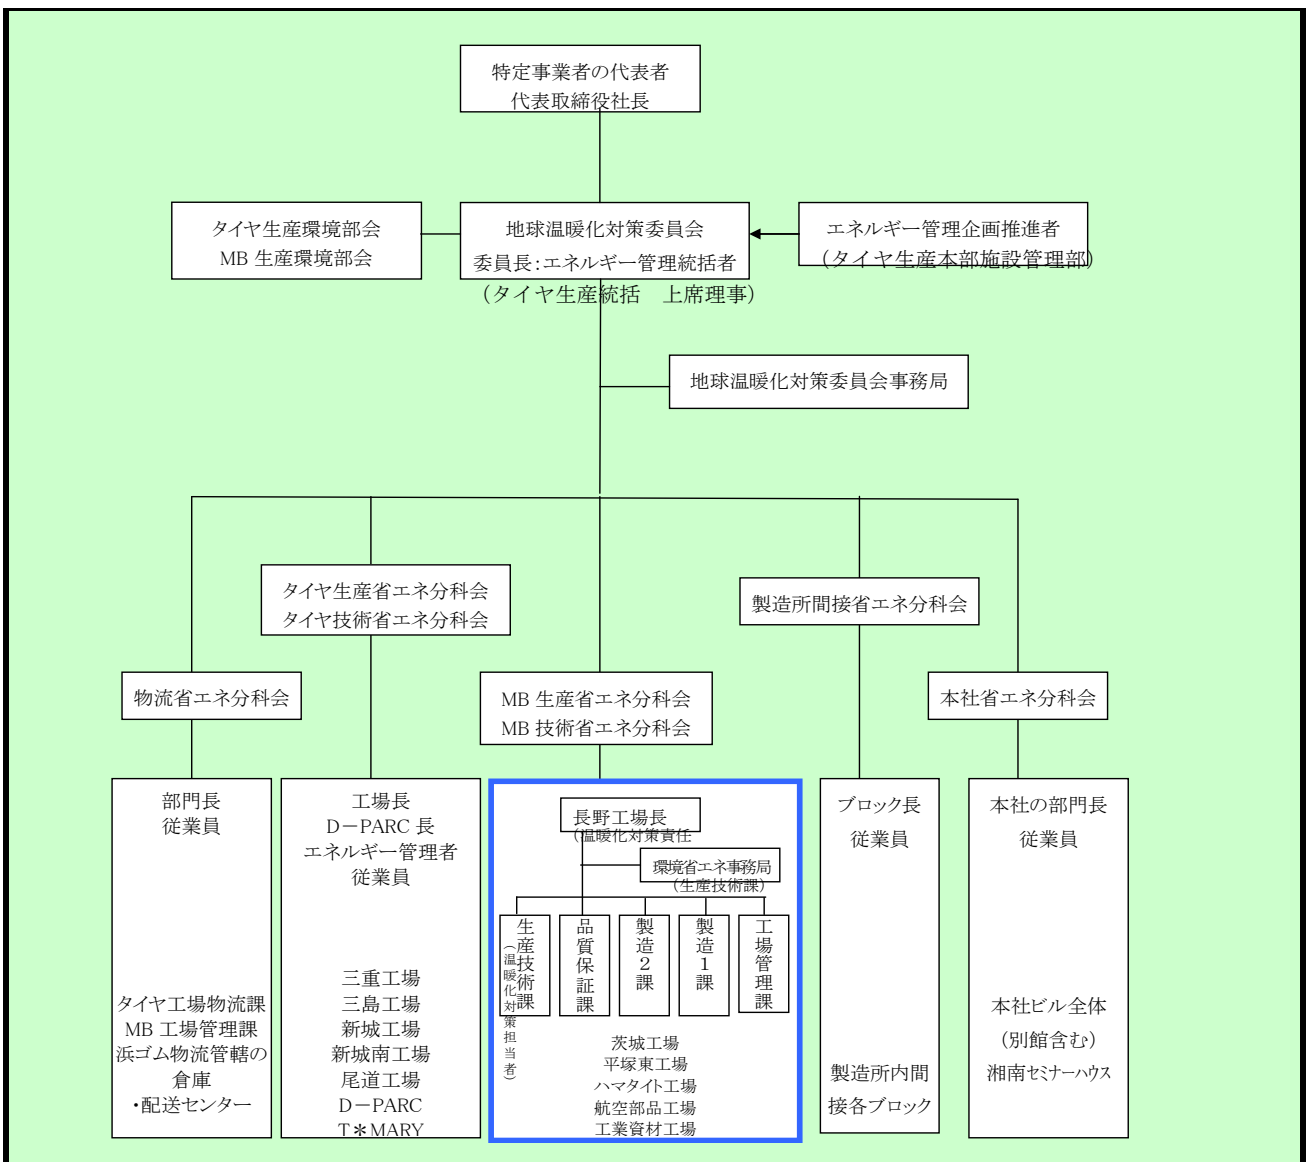 特定事業者の代表者
代表取締役社長
タイヤ生産環境部会
MB 生産環境部会
地球温暖化対策委員会
委員長：エネルギー管理統括者
（タイヤ生産統括　上席理事）
エネルギー管理企画推進者
（タイヤ生産本部施設管理部）
地球温暖化対策委員会事務局
タイヤ生産省エネ分科会
タイヤ技術省エネ分科会
製造所間接省エネ分科会
物流省エネ分科会
MB 生産省エネ分科会
MB 技術省エネ分科会
本社省エネ分科会
部門長
従業員
タイヤ工場物流課
MB 工場管理課
浜ゴム物流管轄の
倉庫
・配送センター
工場長
D－PARC 長
エネルギー管理者
従業員
三重工場
三島工場
新城工場
新城南工場
尾道工場
D－PARC
T＊MARY
長野工場長
（温暖化対策責任
環境省エネ事務局
（生産技術課）
生産技術課
（温暖化対策担当者）
品質保証課
製造２課
製造１課
工場管理課
茨城工場
平塚東工場
ハマタイト工場
航空部品工場
工業資材工場
ブロック長
従業員
製造所内間
接各ブロック
本社の部門長
従業員
本社ビル全体
（別館含む）
湘南セミナーハウス